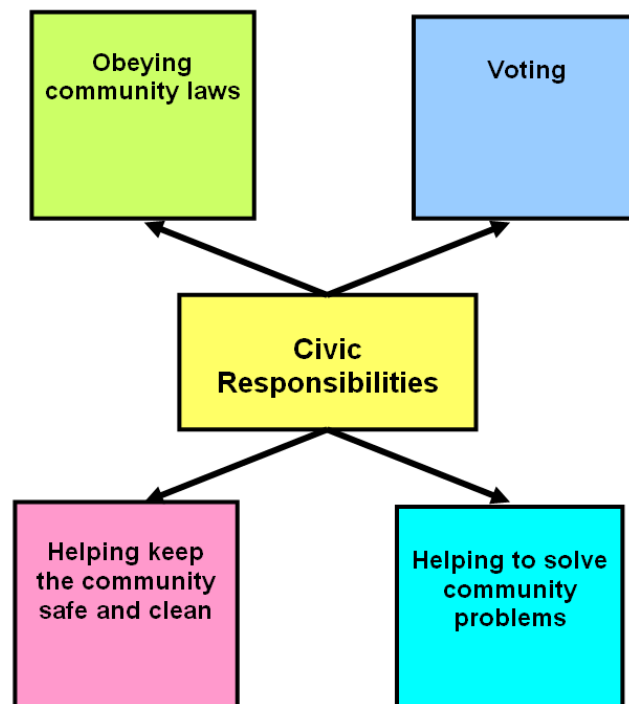 Obeying
community laws
Voting
Civic
Responsibilities
Helping keep
the community
safe and clean
Helping to solve
community
problems